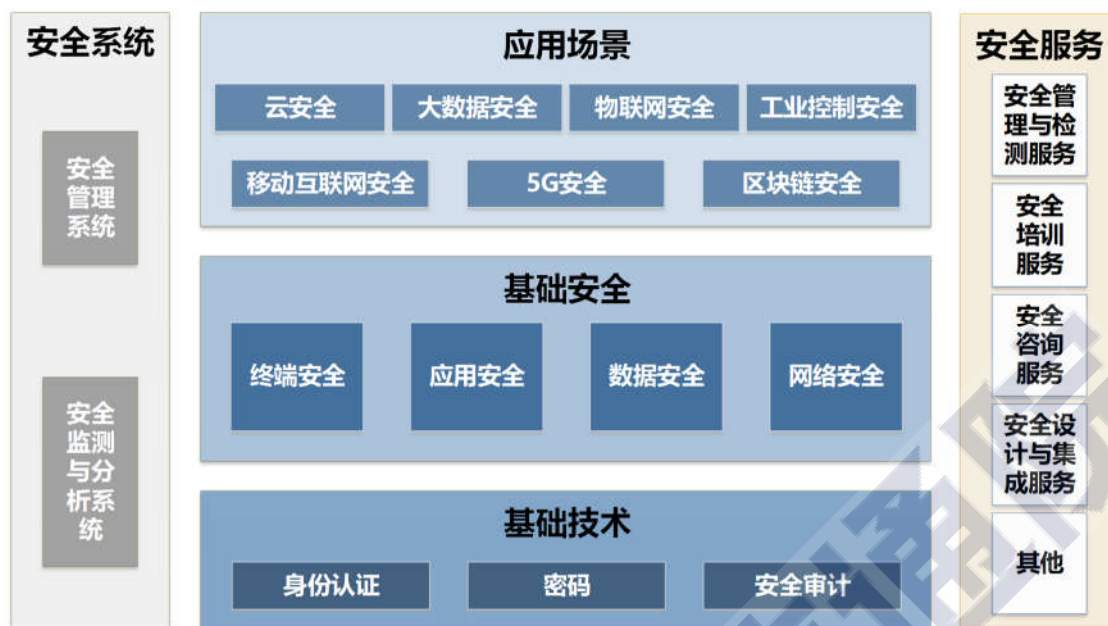 安全系统
安全
管理
系统
安全
监测
与分
析系
统
应用场景
云安全
大数据安全
物联网安全
工业控制安全
移动互联网安全
5G安全
区块链安全
基础安全
终端安全
应用安全
数据安全
网络安全
基础技术
身份认证
密码
安全审计
安全服务
安全管
理与检
测服务
安全
培训
服务
安全
咨询
服务
安全设
计与集
成服务
其他